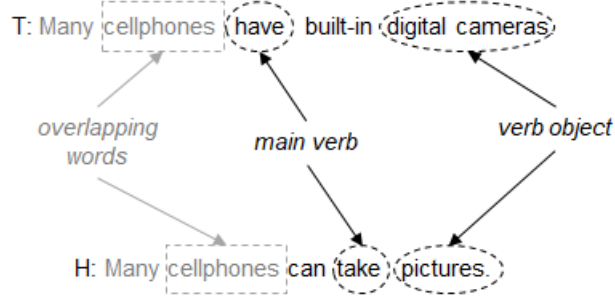 T: Many cellphones have built-in digital cameras
overlapping
words
main verb
verb object
H: Many cellphones can take pictures.